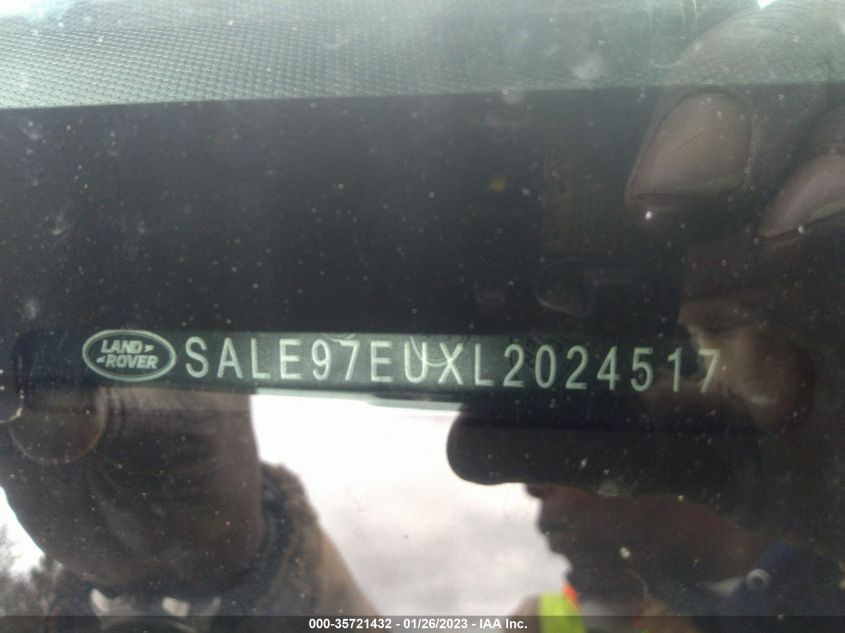 LAND ROVER
SALE97EUXL2024517
000-35721432 - 01/26/2023 - IAA Inc.